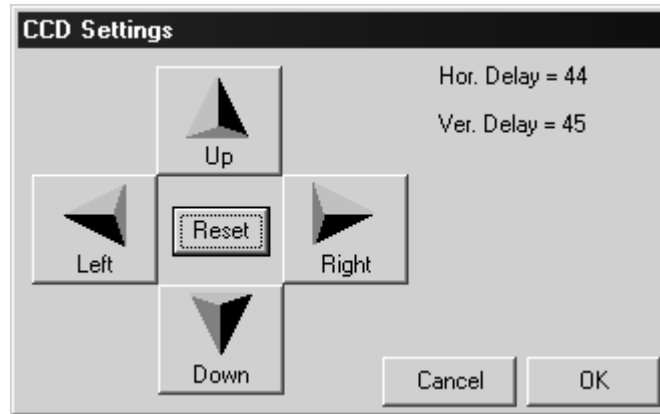 CCD Settings
Hor. Delay = 44
Ver. Delay = 45
Up
Left
Reset
Right
Down
Cancel
OK